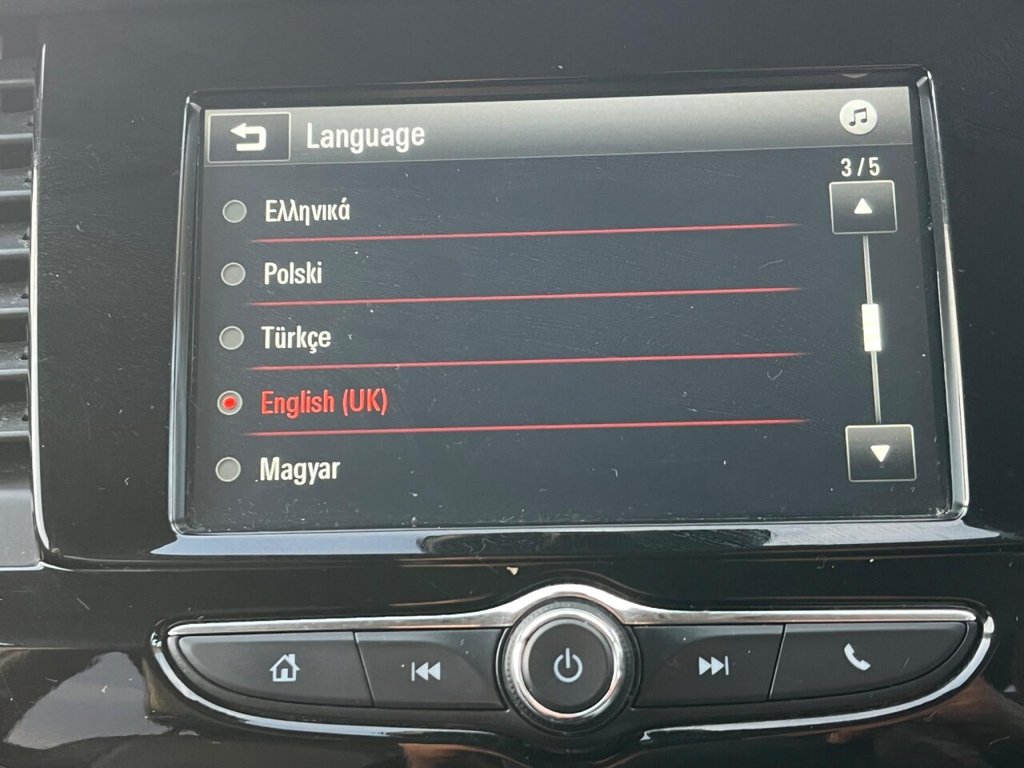 Language
3/5
Ελληνικά
Polski
Türkçe
English (UK)
Magyar